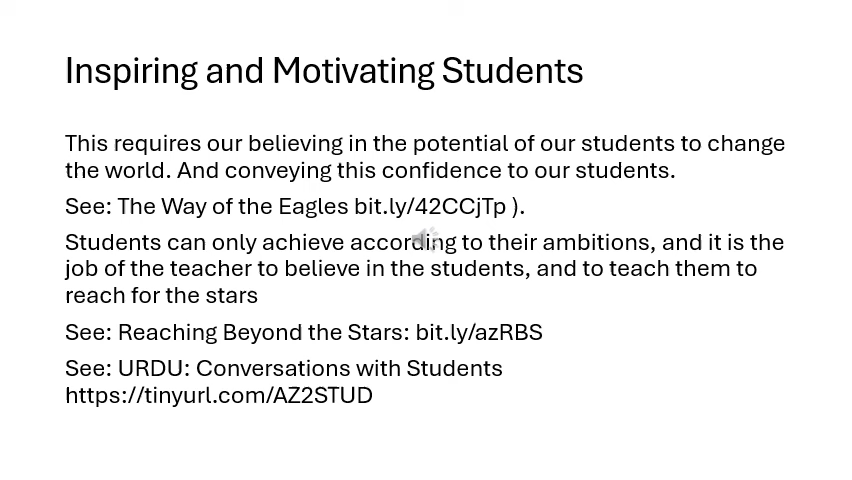 Inspiring and Motivating Students
This requires our believing in the potential of our students to change
the world. And conveying this confidence to our students.
See: The Way of the Eagles bit.ly/42CCjTp ).
Students can only achieve according to their ambitions, and it is the
job of the teacher to believe in the students, and to teach them to
reach for the stars
See: Reaching Beyond the Stars: bit.ly/azRBS
See: URDU: Conversations with Students
https://tinyurl.com/AZ2STUD